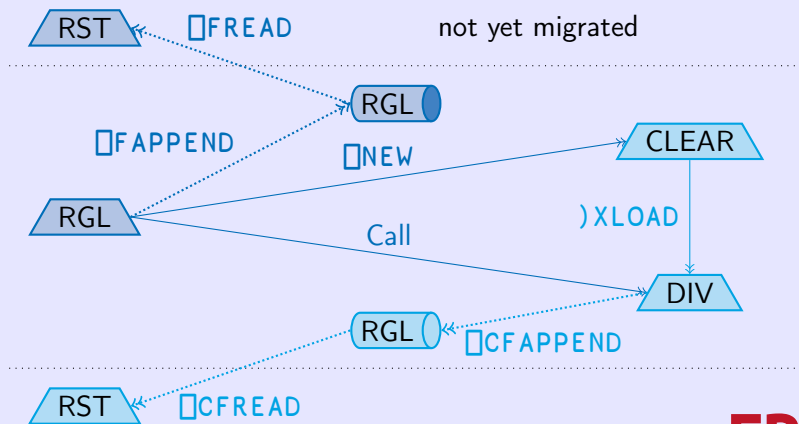 RST ⎕FREAD not yet migrated
RGL
⎕FAPPEND
⎕NEW
CLEAR
RGL
Call
)XLOAD
DIV
RGL
⎕CFAPPEND
RST ⎕CFREAD